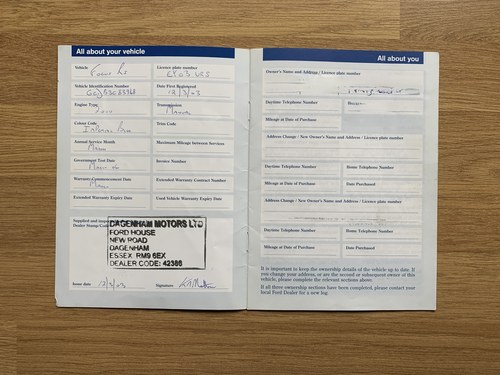 All about your vehicle
Vehicle
Licence plate number
Focus
Vehicle Identification Number
Date First Registered
12/3/03
Engine Type
Transmission
Colour Code
Trim Code
Annual Service Month
Maximum Mileage between Services
Government Test Date
Invoice Number
Warranty Commencement Date
Extended Warranty Contract Number
Extended Warranty Expiry Date
Used Vehicle Warranty Expiry Date
Supplied and
Dealer Stamp/Code
DAGENHAM MOTORS LTD
FORD HOUSE
NEW ROAD
DAGENHAM
ESSEX RM9 6EX
DEALER CODE: 42386
Issue date
12/3/03
Signature
All about you
Owner's Name and Address / Licence plate number
Daytime Telephone Number
Mileage at Date of Purchase
Address Change / New Owner's Name and Address / Licence plate number
Daytime Telephone Number
Home Telephone Number
Mileage at Date of Purchase
Date Purchased
Address Change / New Owner's Name and Address / Licence plate number
Daytime Telephone Number
Home Telephone Number
Mileage at Date of Purchase
Date Purchased
It is important to keep the ownership details of the vehicle up to date. If
you change your address, or are the second or subsequent owner of this
vehicle, please complete the relevant sections above.
If all three ownership sections have been completed, please contact your
local Ford Dealer for a new log.